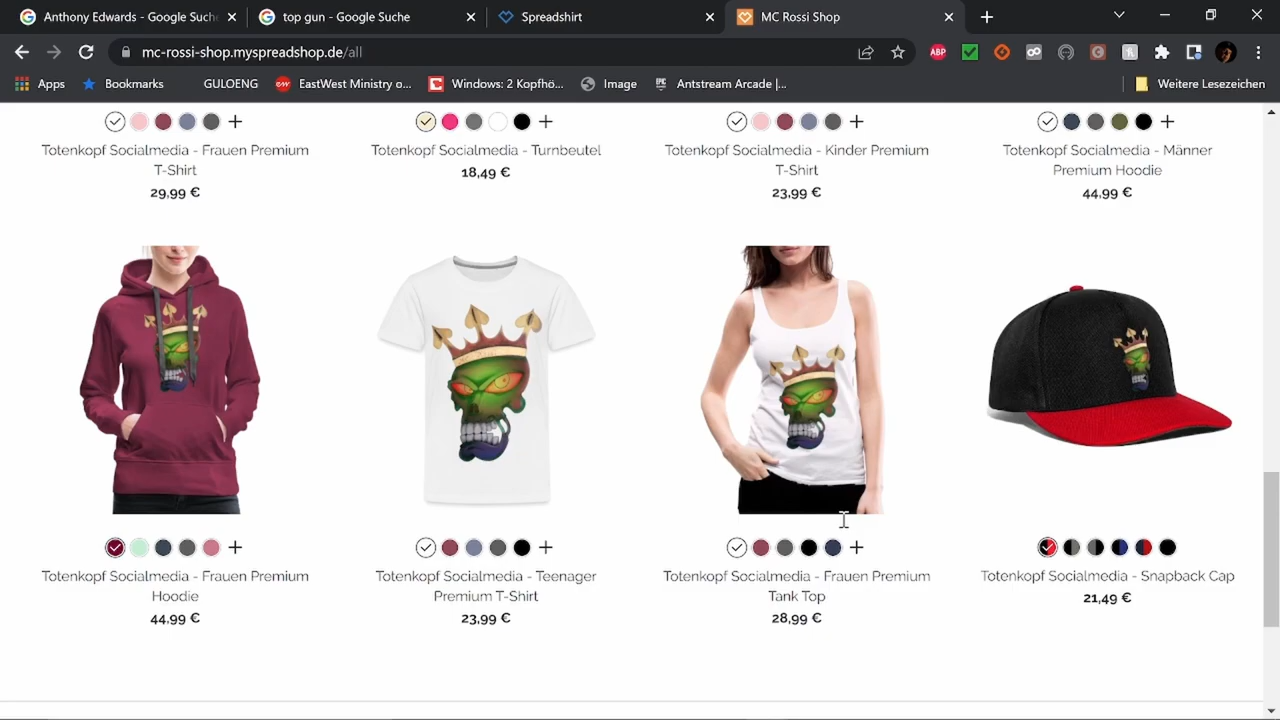 Anthony Edwards - Google Suche
top gun - Google Suche
Spreadshirt
MC Rossi Shop
mc-rossi-shop.myspreadshop.de/all
ABP
Apps
Bookmarks
GULOENG
EastWest Ministry o...
Windows: 2 Kopfho...
Image
Antstream Arcade |...
Weitere Lesezeichen
Totenkopf Socialmedia - Frauen Premium
T-Shirt
29,99 €
Totenkopf Socialmedia - Turnbeutel
18,49 €
Totenkopf Socialmedia - Kinder Premium
T-Shirt
23,99 €
Totenkopf Socialmedia - Männer
Premium Hoodie
44,99 €
Totenkopf Socialmedia - Frauen Premium
Hoodie
44,99 €
Totenkopf Socialmedia - Teenager
Premium T-Shirt
23,99 €
Totenkopf Socialmedia - Frauen Premium
Tank Top
28,99 €
Totenkopf Socialmedia - Snapback Cap
21,49 €